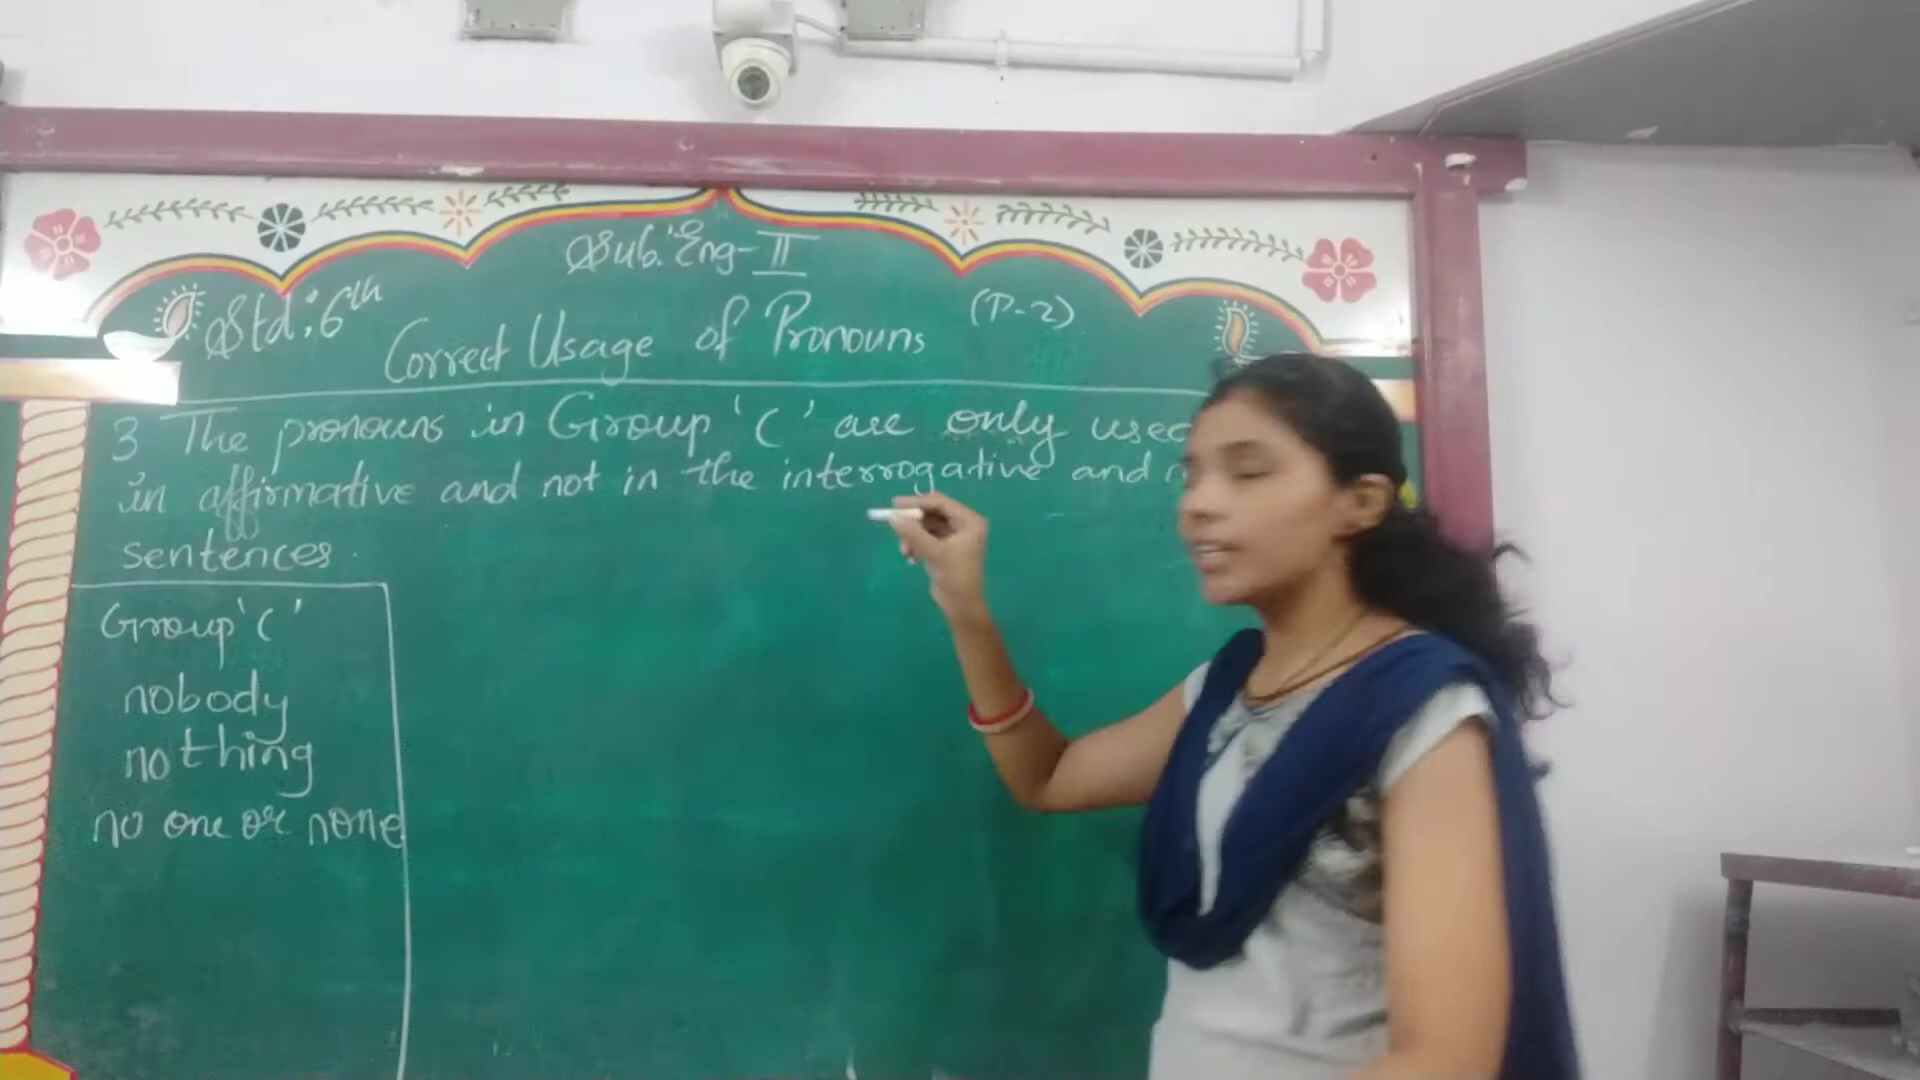 Sub. Eng-II
Std: 6th
Correct Usage of Pronouns (P-2)
3 The pronouns in Group 'C' are only used
in affirmative and not in the interrogative and
sentences.
Group 'C'
nobody
nothing
no one or none